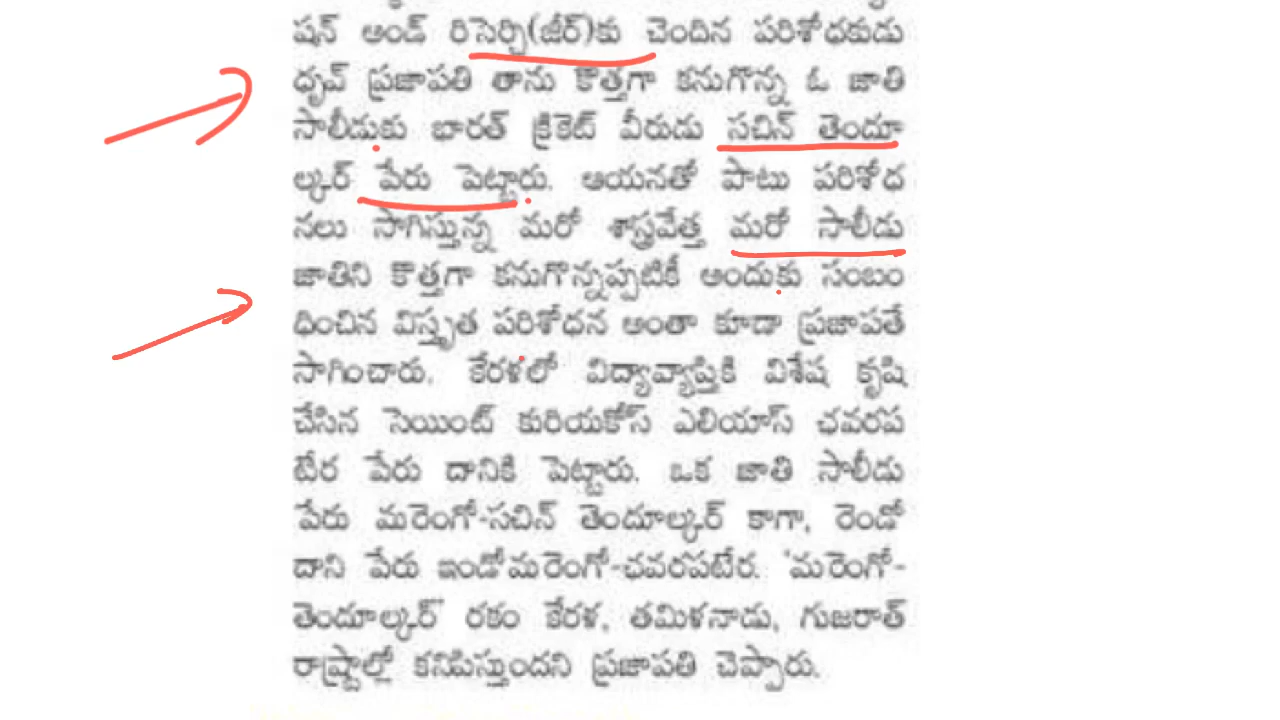 షన్ అండ్ రిసెర్చి(జీర్)కు చెందిన పరిశోధకుడు
ధృవ్ ప్రజాపతి తాను కొత్తగా కనుగొన్న ఓ జాతి
సాలీడుకు భారత్ క్రికెట్ వీరుడు సచిన్ తెందూ
ల్కర్ పేరు పెట్టారు. ఆయనతో పాటు పరిశోధ
నలు సాగిస్తున్న మరో శాస్త్రవేత్త మరో సాలీడు
జాతిని కొత్తగా కనుగొన్నప్పటికీ అందుకు సంబం
ధించిన విస్తృత పరిశోధన అంతా కూడా ప్రజాపతే
సాగించారు. కేరళలో విద్యావ్యాప్తికి విశేష కృషి
చేసిన సెయింట్ కురియకోస్ ఎలియాస్ ఛవరప
టేర పేరు దానికి పెట్టారు. ఒక జాతి సాలీడు
పేరు మరెంగో-సచిన్ తెందూల్కర్ కాగా, రెండో
దాని పేరు ఇండోమరెంగో-ఛవరపటేర. 'మరెంగో-
తెందూల్కర్' రకం కేరళ, తమిళనాడు, గుజరాత్
రాష్ట్రాల్లో కనిపిస్తుందని ప్రజాపతి చెప్పారు.